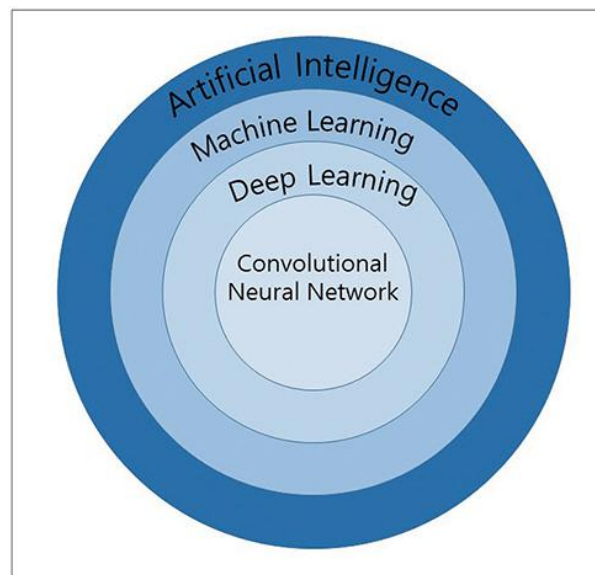 Artificial Intelligence
Machine Learning
Deep Learning
Convolutional
Neural Network